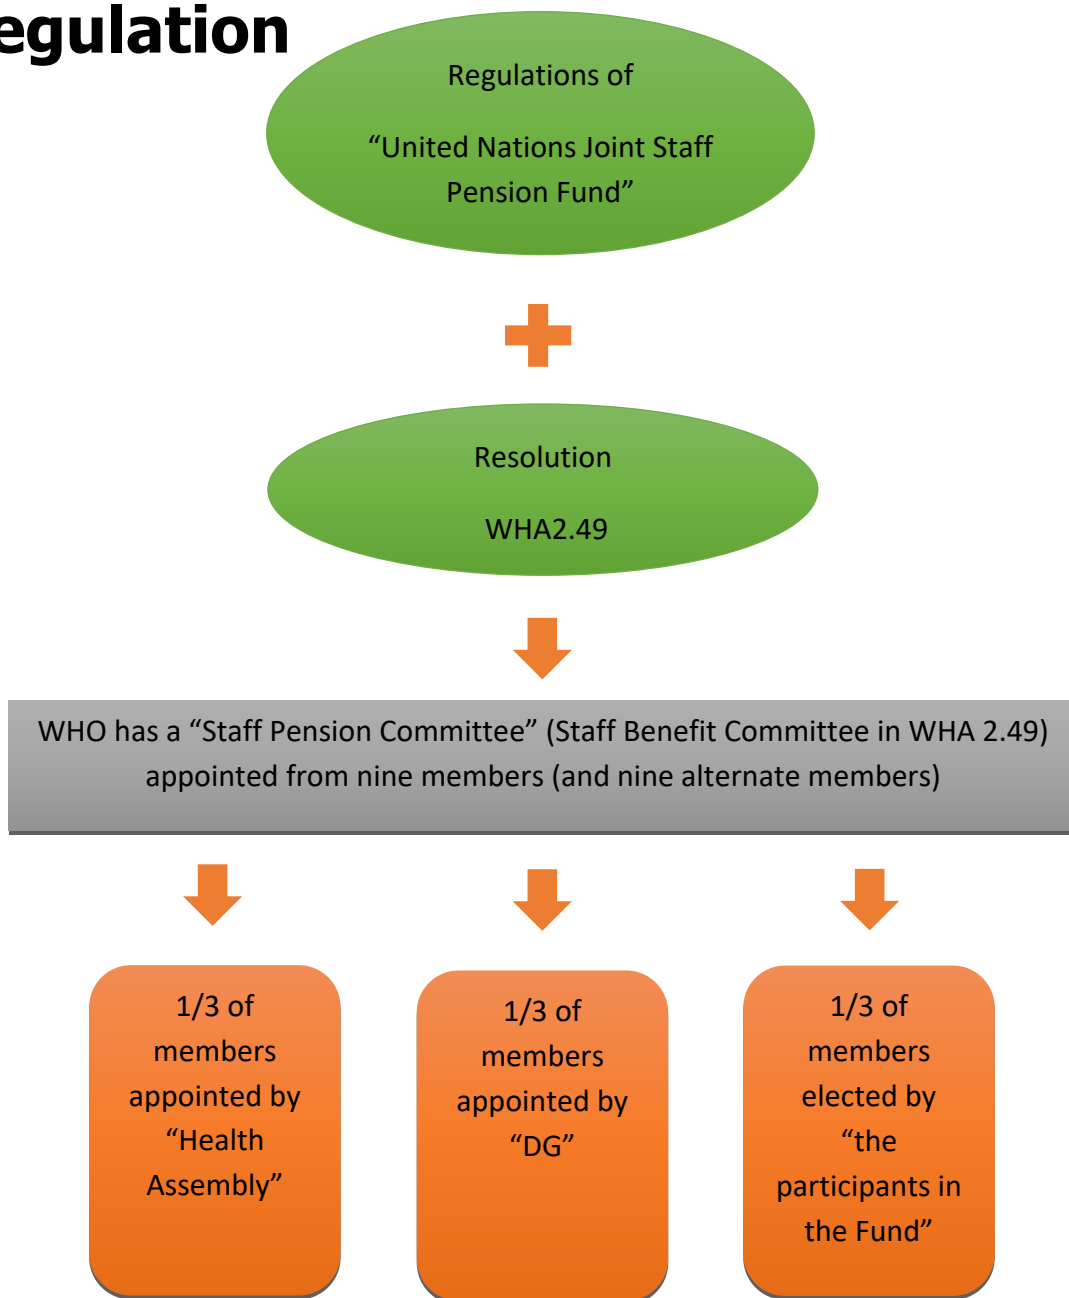 egulation
Regulations of
“United Nations Joint Staff
Pension Fund”
Resolution
WHA2.49
WHO has a “Staff Pension Committee” (Staff Benefit Committee in WHA 2.49)
appointed from nine members (and nine alternate members)
1/3 of
members
appointed by
“Health
Assembly”
1/3 of
members
appointed by
“DG”
1/3 of
members
elected by
“the
participants in
the Fund”